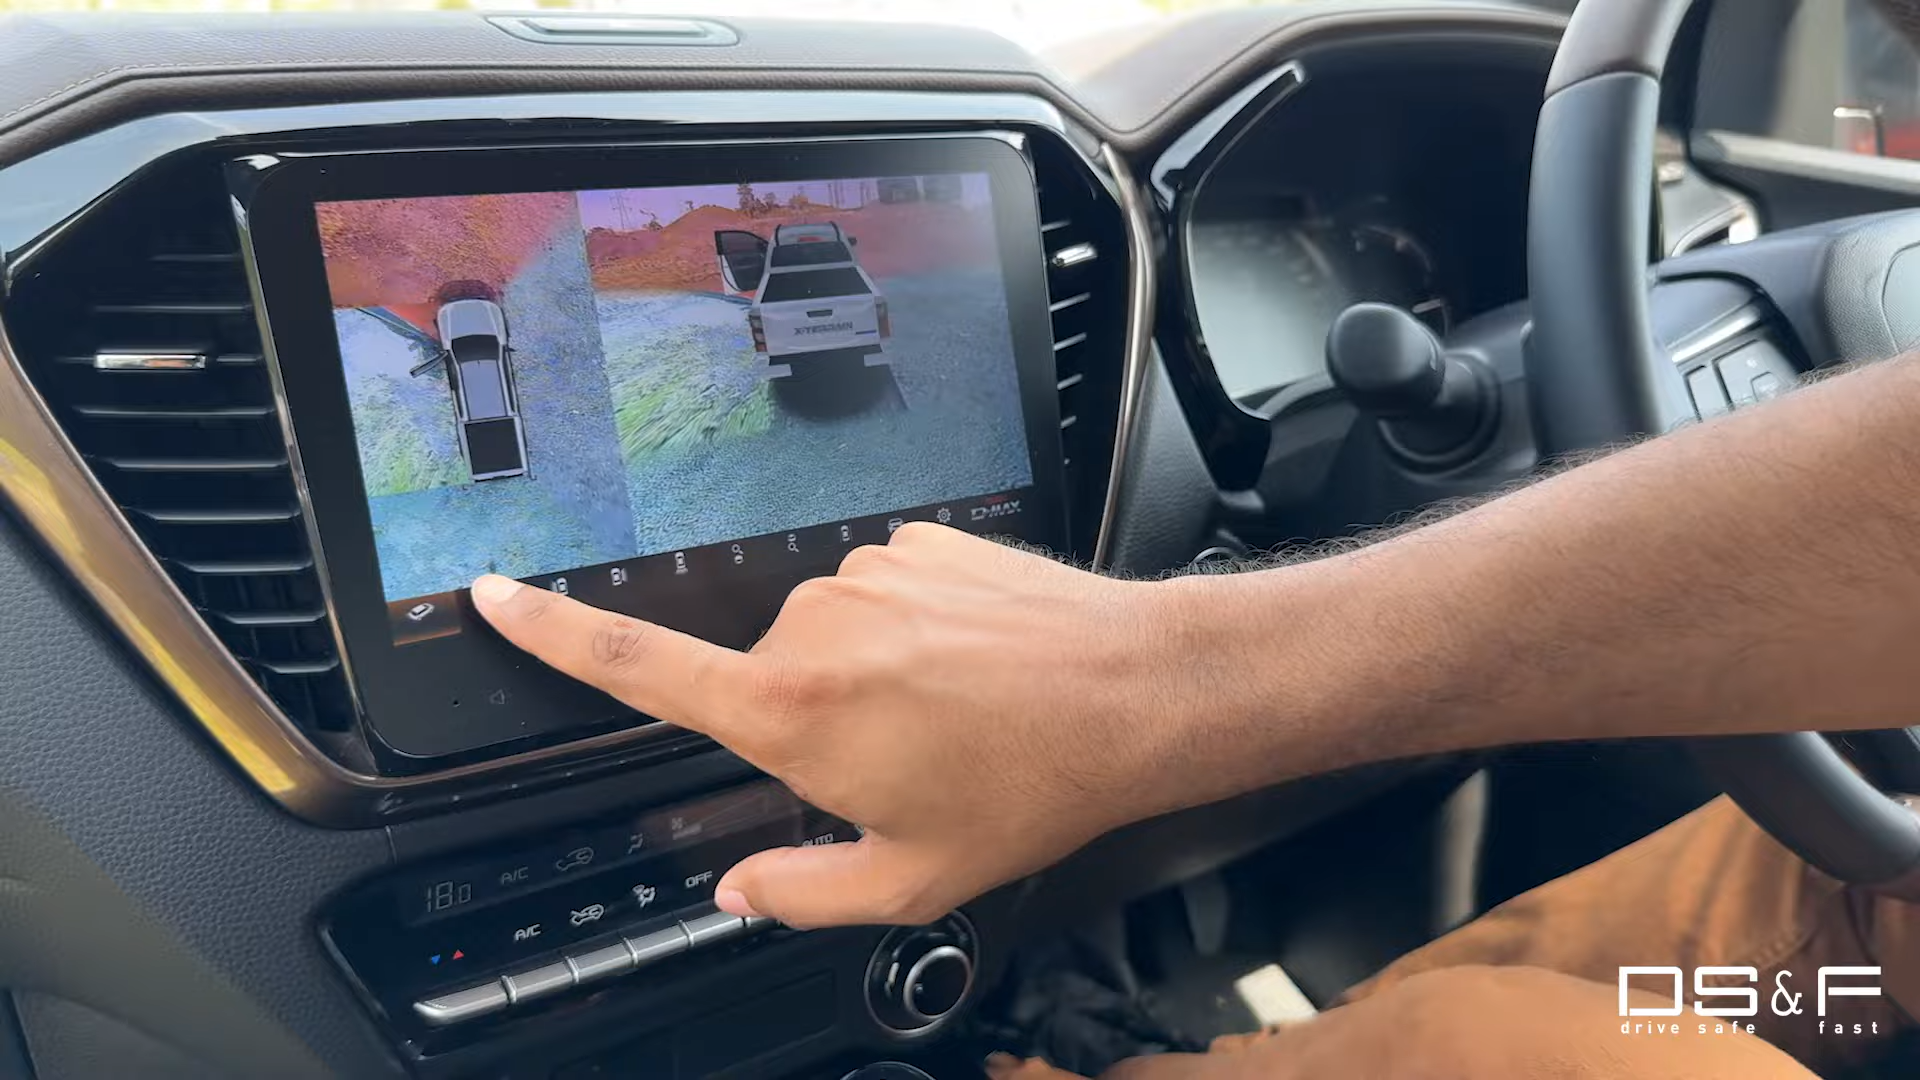 X-TERRAIN
D-MAX
AUTO
18.0 A/C
OFF
A/C
DS&F
drive safe fast